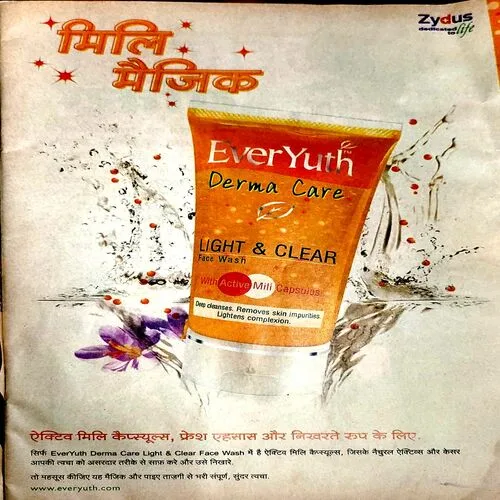 Zydus
dedicated
to life
मिलि
मैजिक
EverYuth
Derma Care
LIGHT & CLEAR
Face Wash
With Active Mili Capsules
Deep cleanses. Removes skin impurities.
Lightens complexion.
ऐक्टिव मिलि कैप्स्यूल्स, फ्रेश एहसास और निखरते रुप के लिए.
सिर्फ EverYuth Derma Care Light & Clear Face Wash में है ऐक्टिव मिलि कैप्स्यूल्स, जिसके नैचुरल ऐक्टिव्स और केसर
आपकी त्वचा को असरदार तरीके से साफ़ करे और उसे निखारे.
तो महसूस कीजिए यह मैजिक और पाइए ताज़गी से भरी संपूर्ण, सुंदर त्वचा.
www.everyuth.com